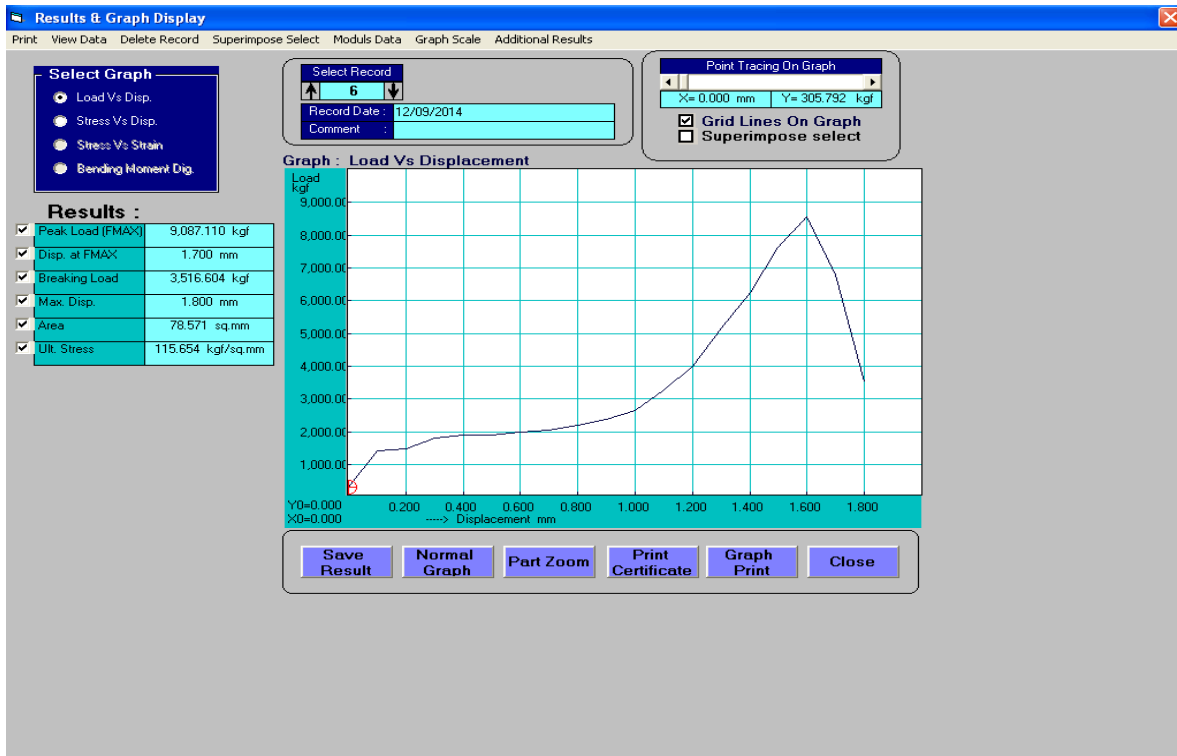 Results & Graph Display
Print View Data Delete Record Superimpose Select Moduls Data Graph Scale Additional Results
Select Graph
Load Vs Disp.
Stress Vs Disp.
Stress Vs Strain
Bending Moment Dig.
Select Record
6
Record Date : 12/09/2014
Comment :
Point Tracing On Graph
X= 0.000 mm Y= 305.792 kgf
Grid Lines On Graph
Superimpose select
Results :
Peak Load (FMAX) 9,087.110 kgf
Disp. at FMAX 1.700 mm
Breaking Load 3,516.604 kgf
Max. Disp. 1.800 mm
Area 78.571 sq.mm
Ult. Stress 115.654 kgf/sq.mm
Graph : Load Vs Displacement
Load
kgf
9,000.00
8,000.00
7,000.00
6,000.00
5,000.00
4,000.00
3,000.00
2,000.00
1,000.00
Y0=0.000 0.200 0.400 0.600 0.800 1.000 1.200 1.400 1.600 1.800
X0=0.000 ----> Displacement mm
Save Result
Normal Graph
Part Zoom
Print Certificate
Graph Print
Close